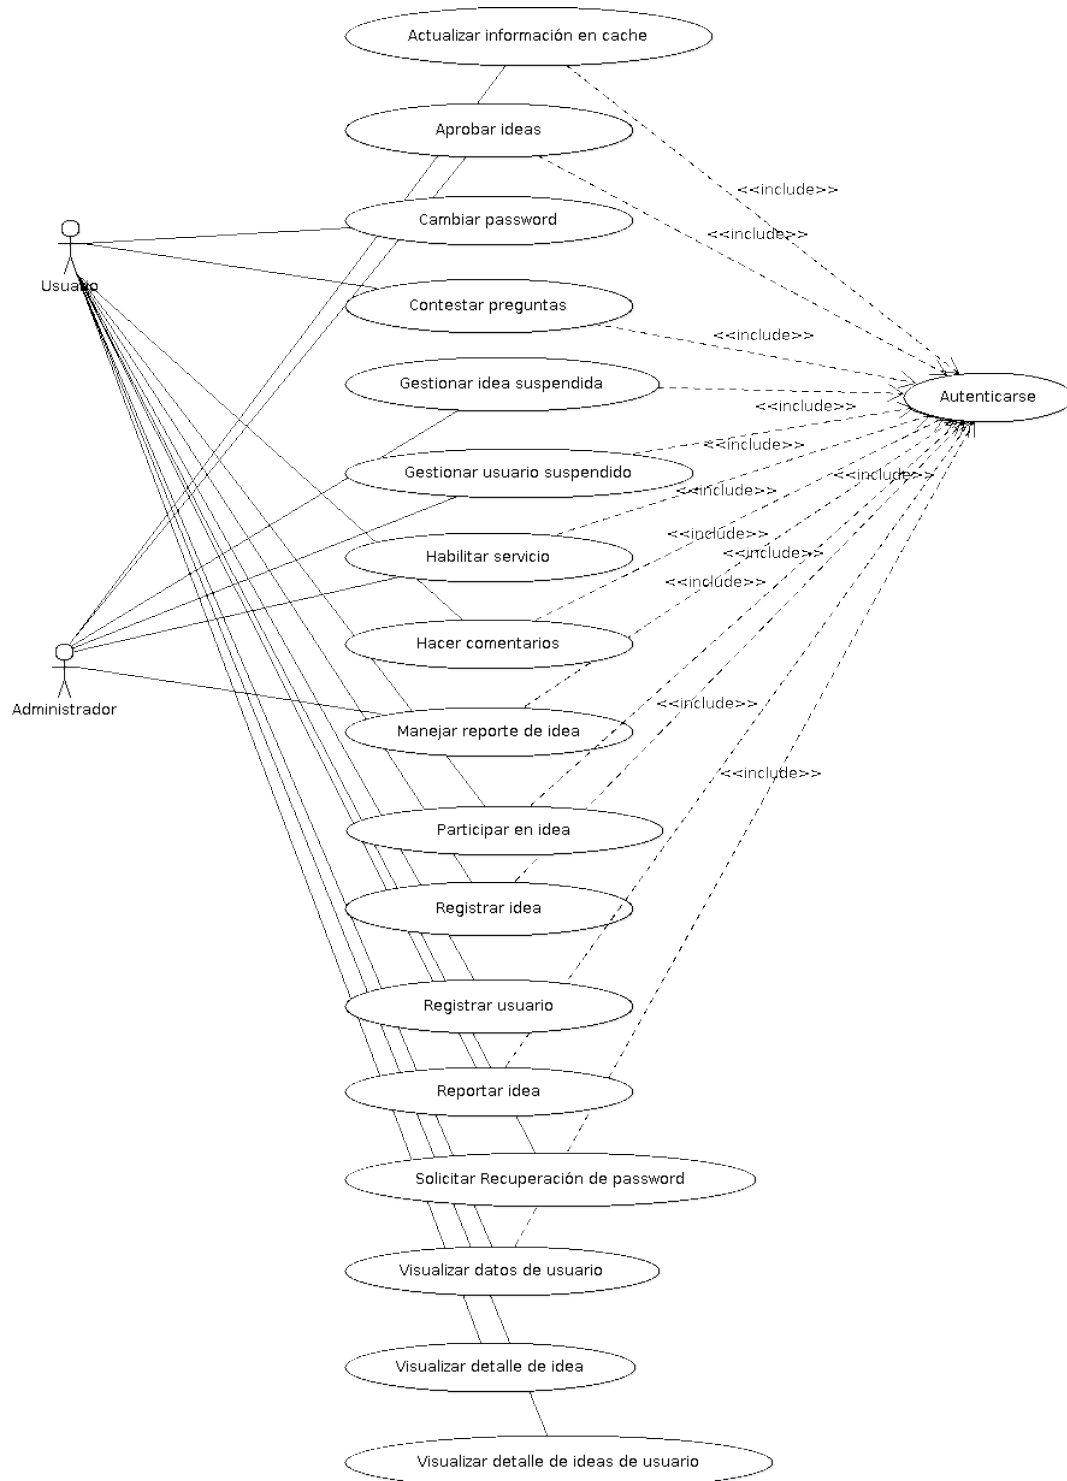 Actualizar información en cache
Aprobar ideas
<<include>>
Cambiar password
<<include>>
Usuario
Contestar preguntas
<<include>>
Gestionar idea suspendida
Autenticarse
<<include>>
<<include>>
Gestionar usuario suspendido
<<include>>
<<include>>
<<include>>
Habilitar servicio
<<include>>
<<include>>
Hacer comentarios
Administrador
<<include>>
Manejar reporte de idea
<<include>>
Participar en idea
Registrar idea
Registrar usuario
Reportar idea
Solicitar Recuperación de password
Visualizar datos de usuario
Visualizar detalle de idea
Visualizar detalle de ideas de usuario